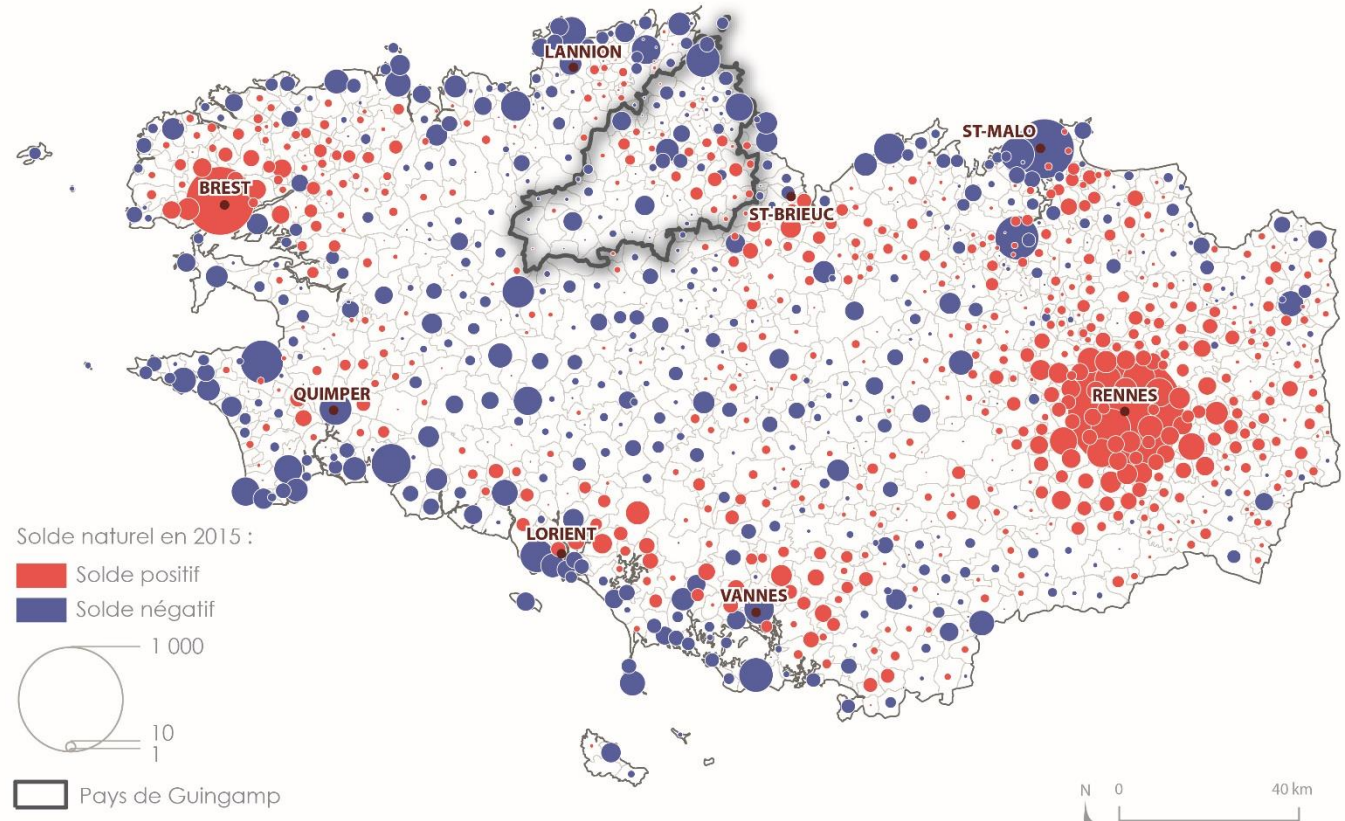 LANNION
ST-MALO
BREST
ST-BRIEUC
QUIMPER
RENNES
LORIENT
VANNES
Solde naturel en 2015 :
Solde positif
Solde négatif
1 000
10
1
Pays de Guingamp
N 0 40 km